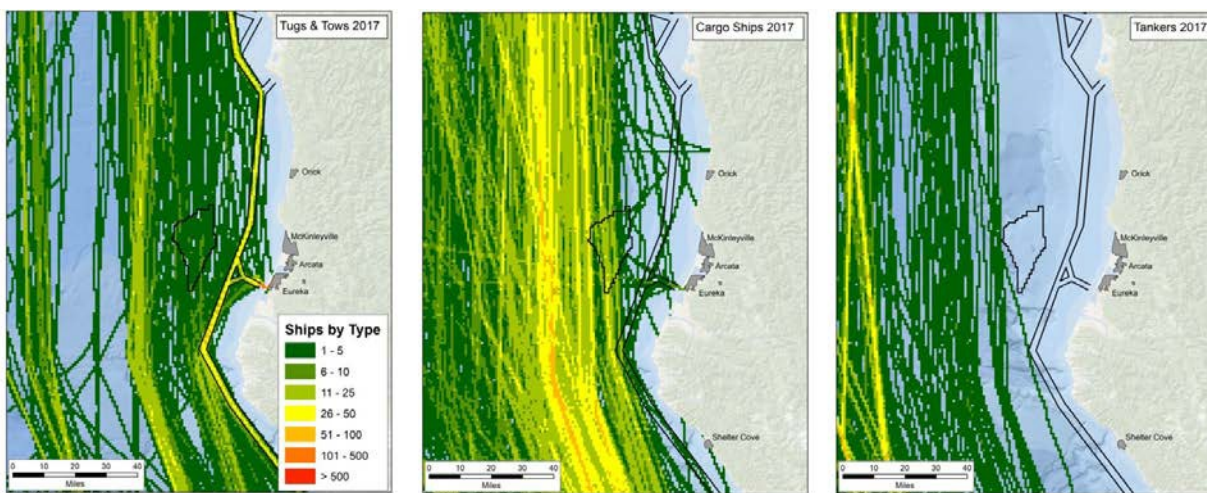 Tugs & Tows 2017
Orick
McKinleyville
Arcata
Eureka
Ships by Type
1 - 5
6 - 10
11 - 25
26 - 50
51 - 100
101 - 500
> 500
0 10 20 30 40
Miles
Cargo Ships 2017
Orick
McKinleyville
Arcata
Eureka
Shelter Cove
0 10 20 30 40
Miles
Tankers 2017
Orick
McKinleyville
Arcata
Eureka
Shelter Cove
0 10 20 30 40
Miles